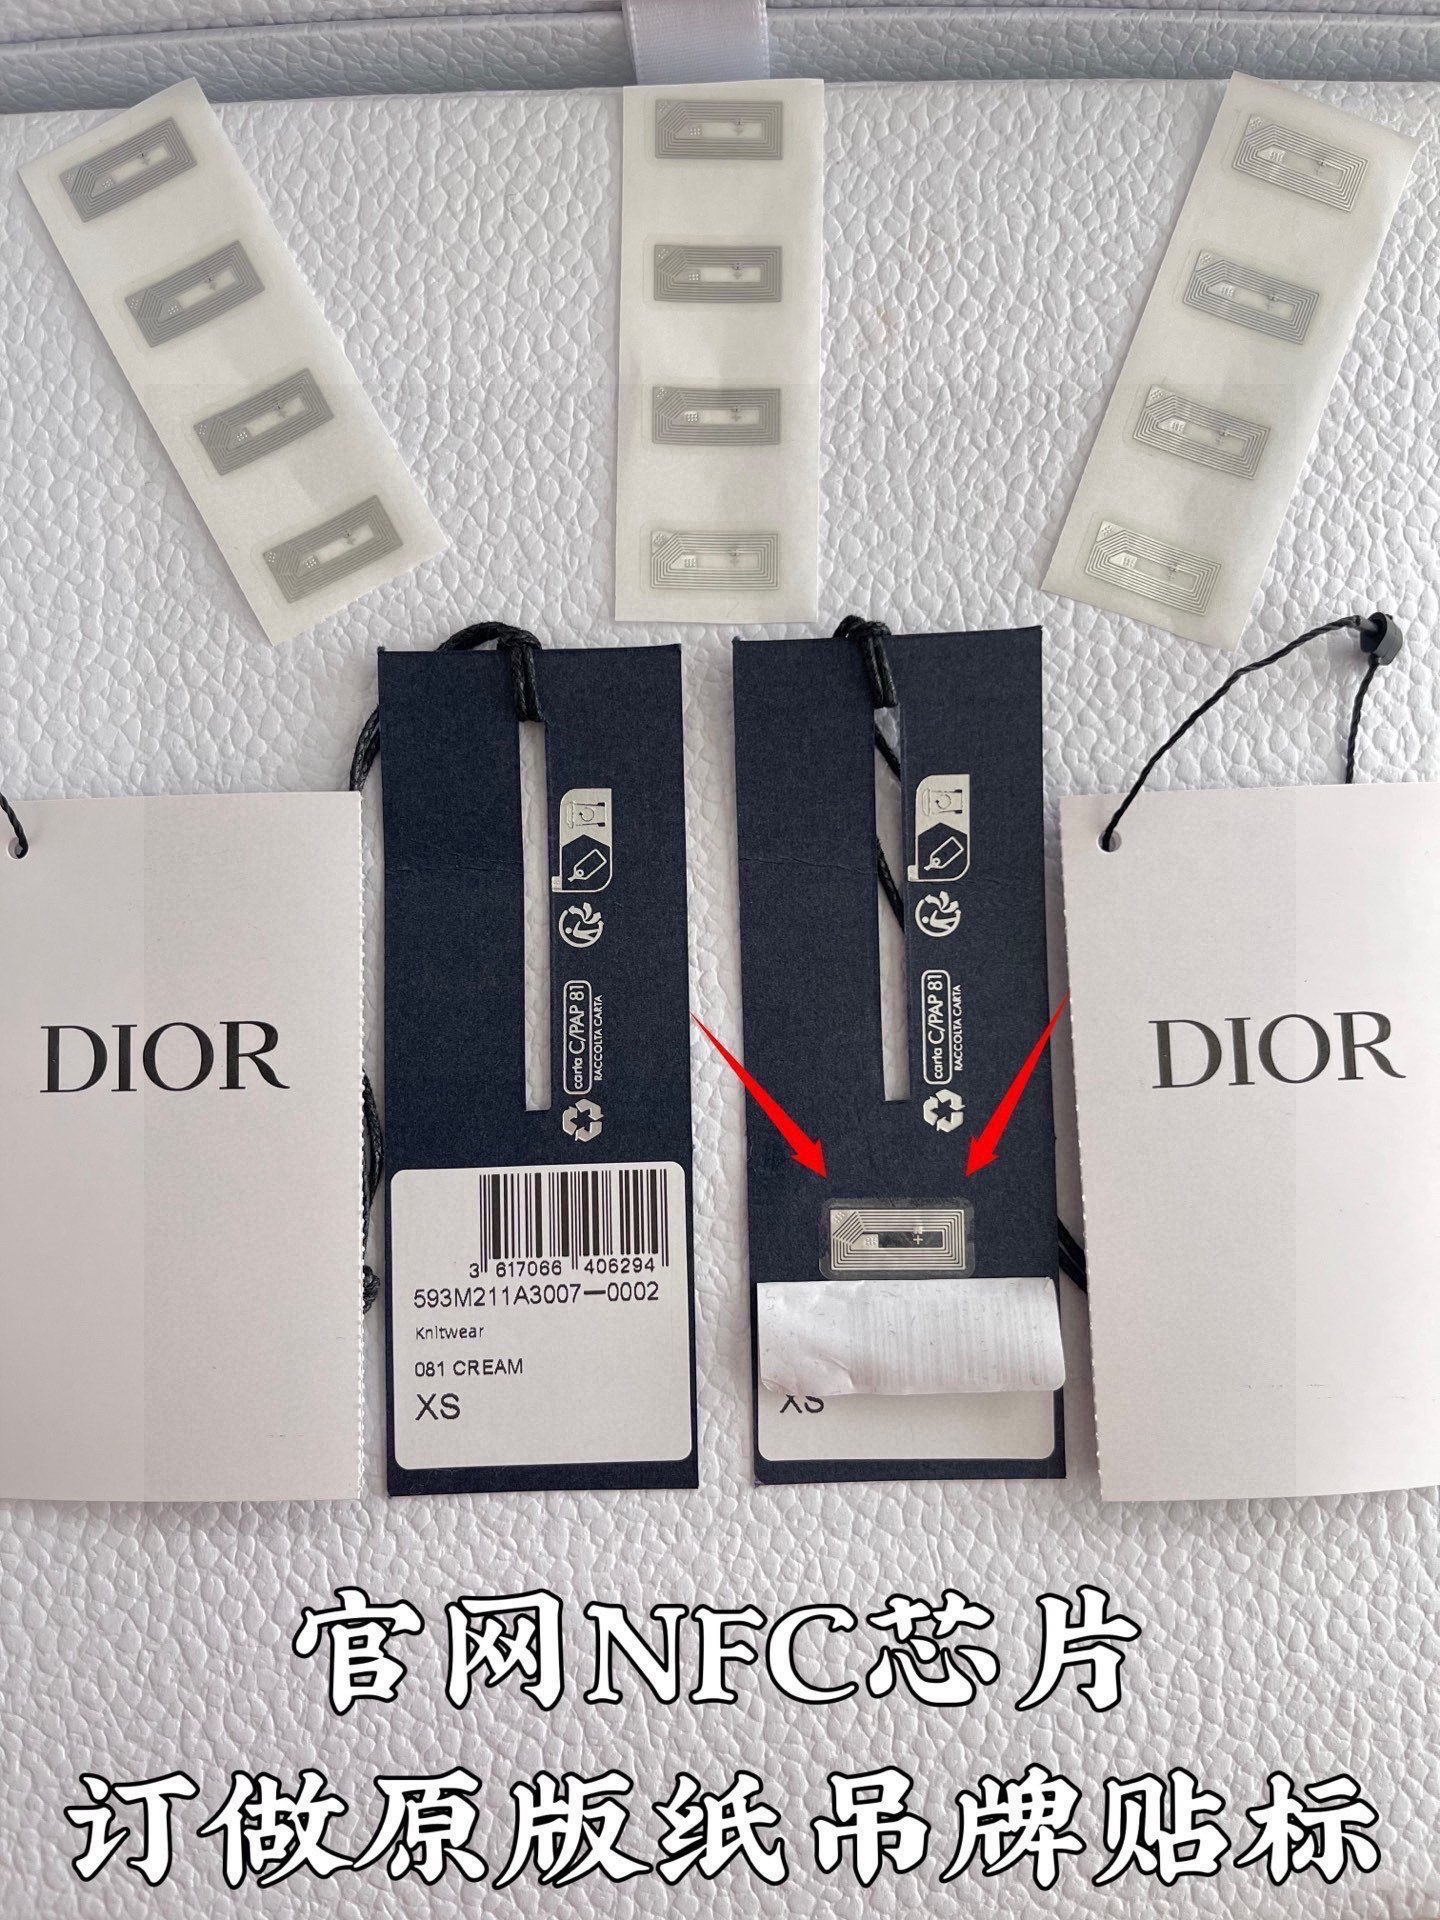 carta C/PAP 81
RACCOLTA CARTA
carta C/PAP 81
RACCOLTA CARTA
DIOR
DIOR
3 617066 406294
593M211A3007-0002
Knitwear
081 CREAM
XS
XS
官网NFC芯片
订做原版纸吊牌贴标